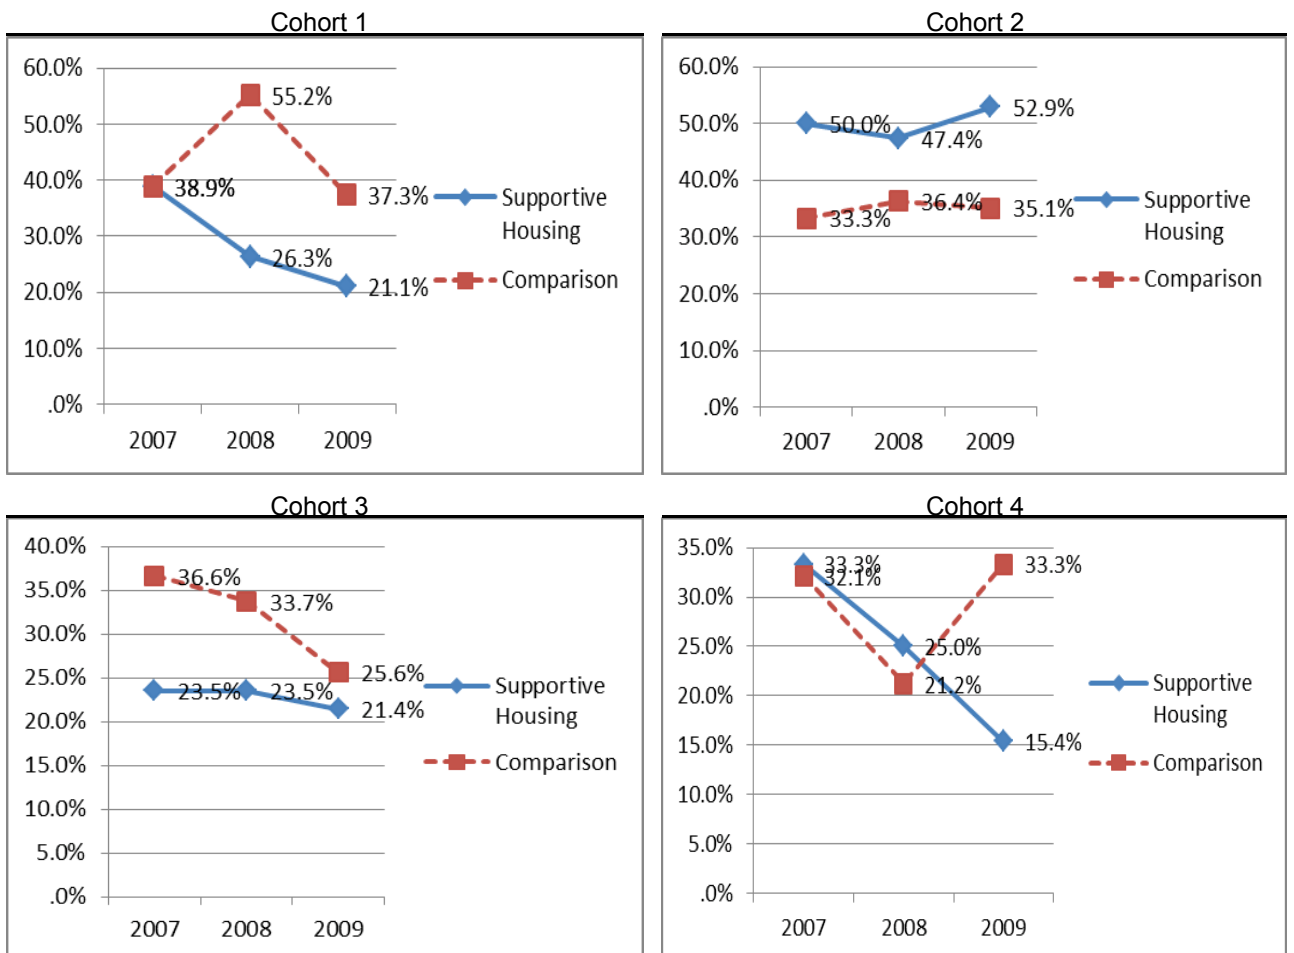 Cohort 1
60.0%
50.0%
40.0%
30.0%
20.0%
10.0%
.0%
55.2%
38.9%
37.3%
26.3%
21.1%
2007 2008 2009
Supportive
Housing
Comparison
Cohort 2
60.0%
50.0%
40.0%
30.0%
20.0%
10.0%
.0%
50.0%
47.4%
52.9%
33.3%
36.4%
35.1%
2007 2008 2009
Supportive
Housing
Comparison
Cohort 3
40.0%
35.0%
30.0%
25.0%
20.0%
15.0%
10.0%
5.0%
.0%
36.6%
33.7%
25.6%
23.5%
23.5%
21.4%
2007 2008 2009
Supportive
Housing
Comparison
Cohort 4
35.0%
30.0%
25.0%
20.0%
15.0%
10.0%
5.0%
.0%
33.3%
32.1%
33.3%
25.0%
21.2%
15.4%
2007 2008 2009
Supportive
Housing
Comparison